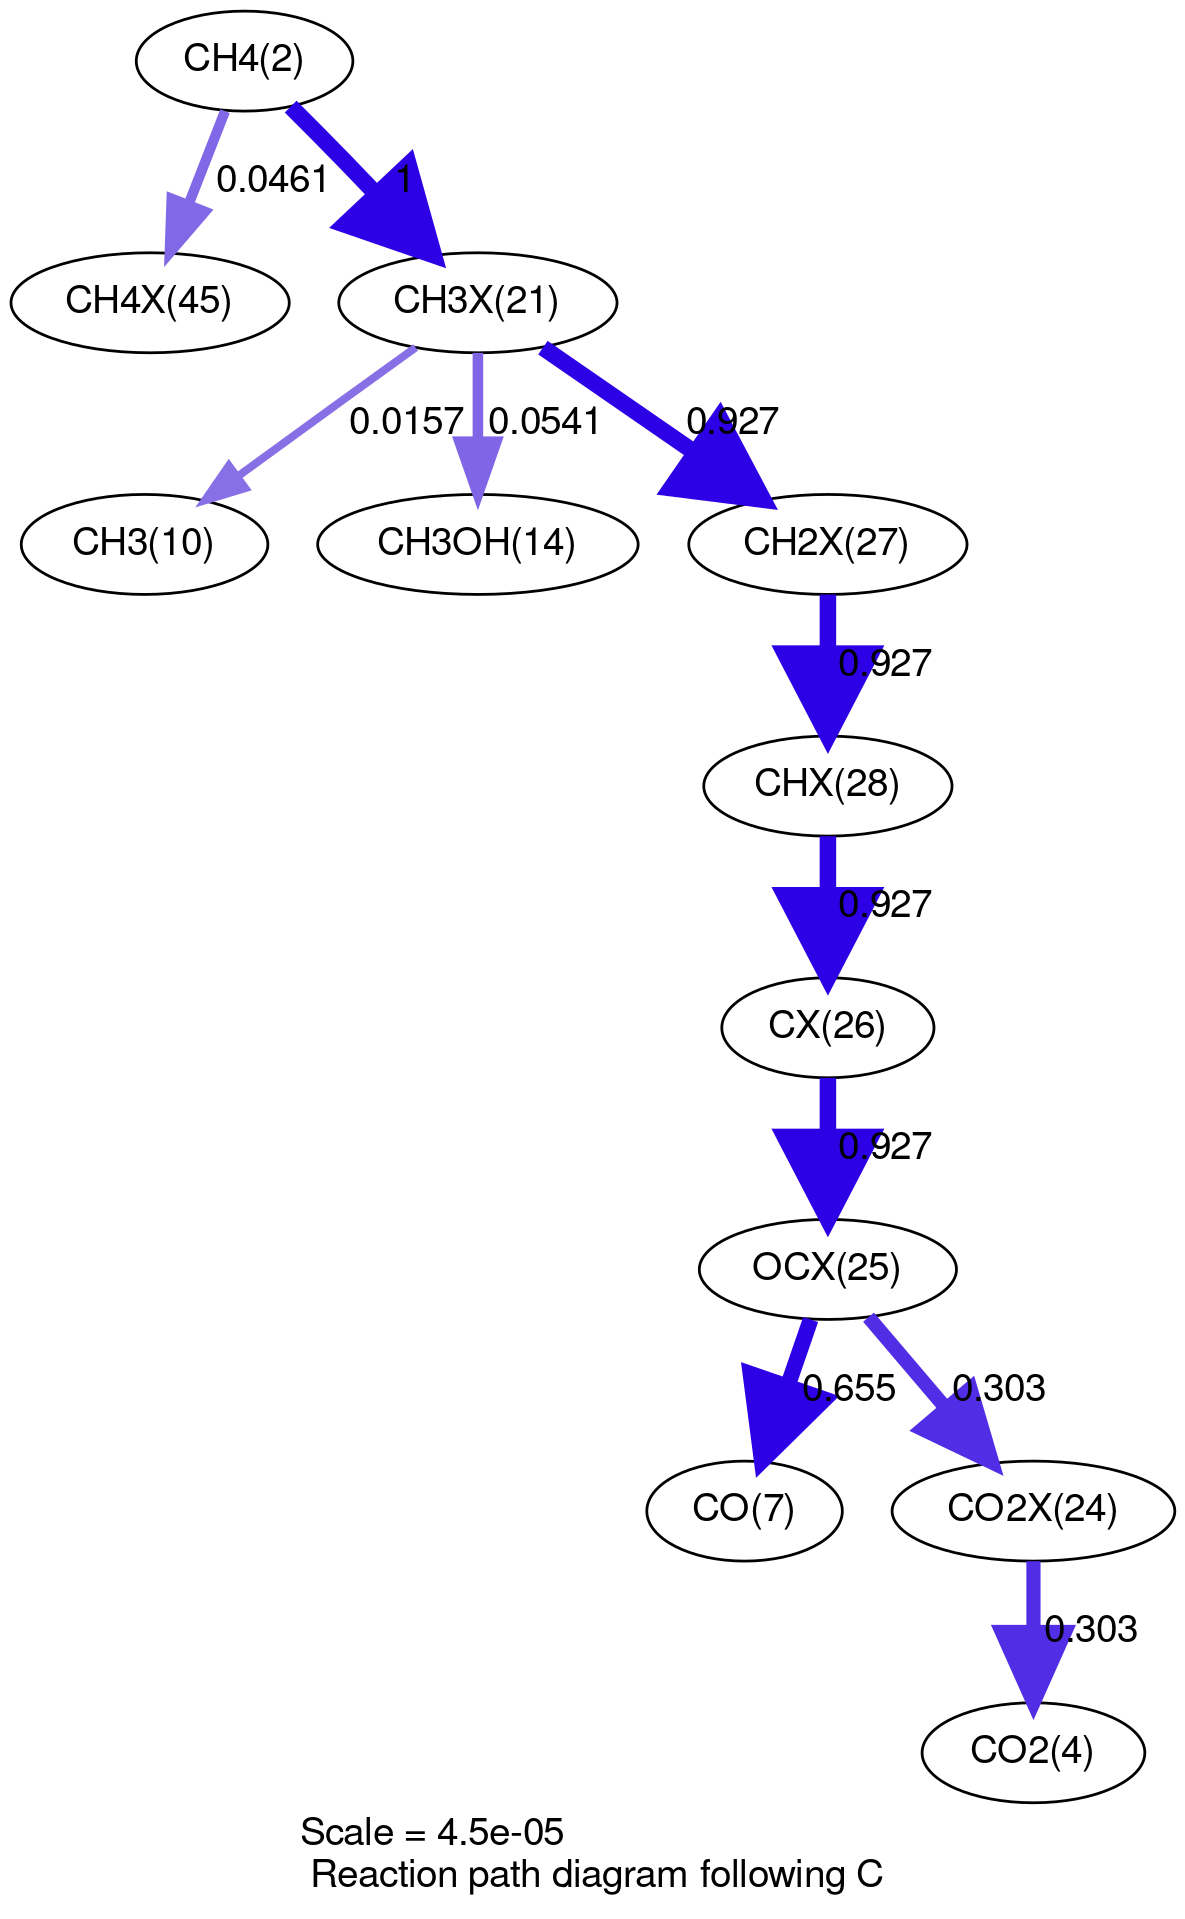 CH4(2)
0.0461
1
CH4X(45)
CH3X(21)
0.0157
0.0541
0.927
CH3(10)
CH3OH(14)
CH2X(27)
0.927
CHX(28)
0.927
CX(26)
0.927
OCX(25)
0.655
0.303
CO(7)
CO2X(24)
0.303
CO2(4)
Scale = 4.5e-05
Reaction path diagram following C